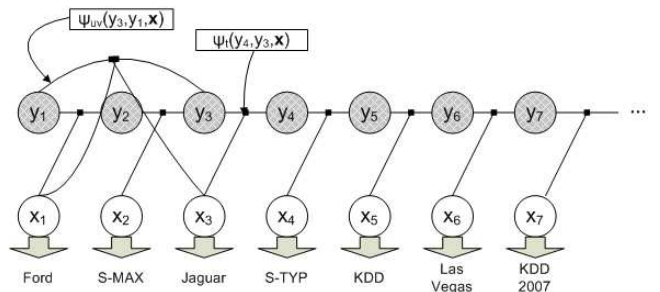 ψuv(y3,y1,x)
ψt(y4,y3,x)
y1 y2 y3 y4 y5 y6 y7 ...
x1 x2 x3 x4 x5 x6 x7
Ford S-MAX Jaguar S-TYP KDD Las Vegas KDD 2007